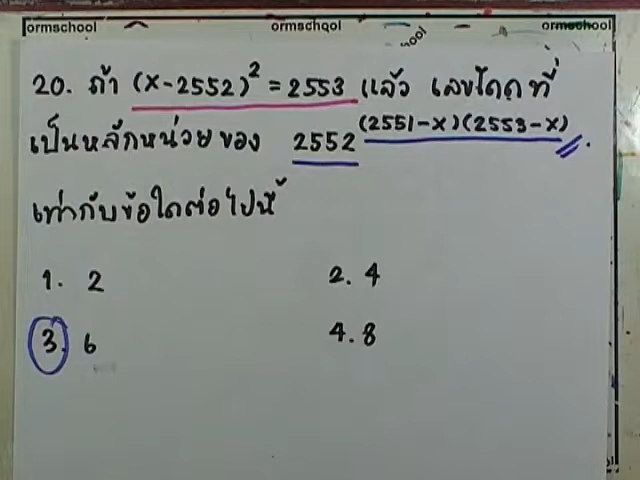 ormschool ormschool ormschool
hool
20. ถ้า (x-2552)² = 2553 แล้ว เลขโดดที่
เป็นหลักหน่วยของ 2552^(2551-x)(2553-x).
เท่ากับข้อใดต่อไปนี้
1. 2 2. 4
3. 6 4. 8